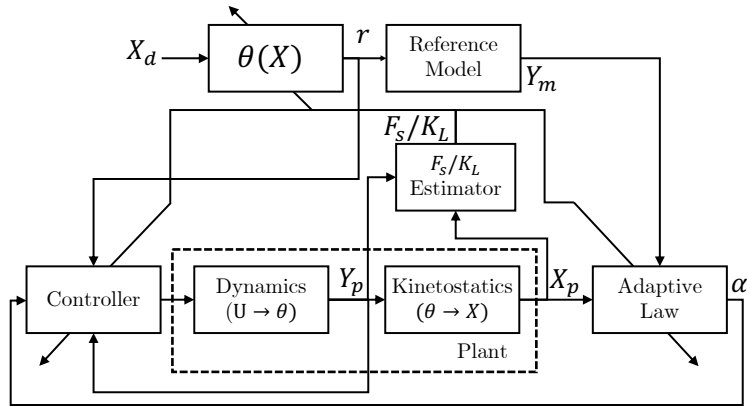 X_d
θ(X)
r
Reference
Model
Y_m
F_s/K_L
F_s/K_L
Estimator
Controller
Dynamics
(U → θ)
Y_p
Kinetostatics
(θ → X)
X_p
Adaptive
Law
α
Plant